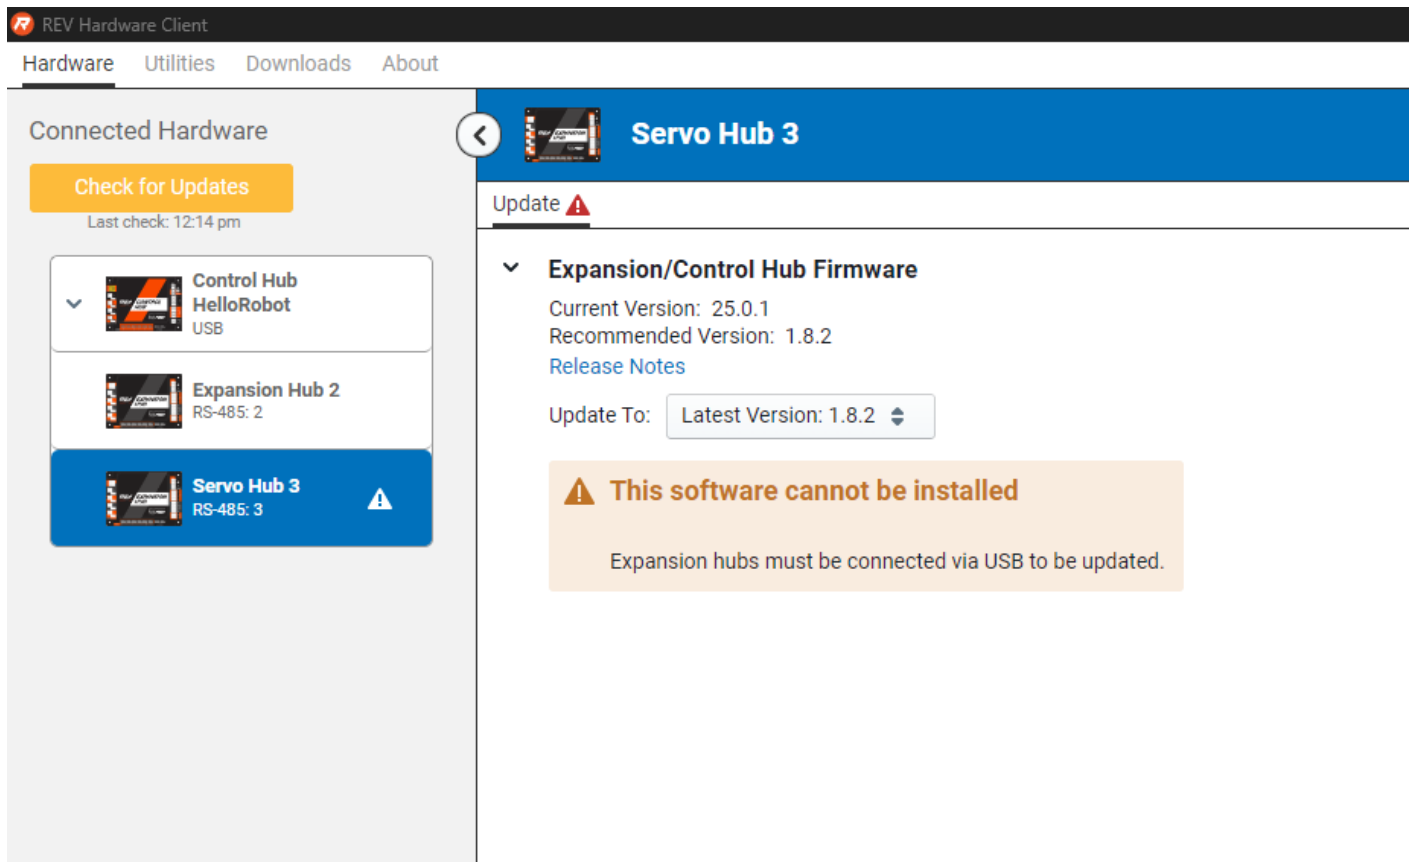 REV Hardware Client
Hardware Utilities Downloads About
Connected Hardware
Check for Updates
Last check: 12:14 pm
Control Hub
HelloRobot
USB
Expansion Hub 2
RS-485: 2
Servo Hub 3
RS-485: 3
Servo Hub 3
Update
Expansion/Control Hub Firmware
Current Version: 25.0.1
Recommended Version: 1.8.2
Release Notes
Update To: Latest Version: 1.8.2
This software cannot be installed
Expansion hubs must be connected via USB to be updated.